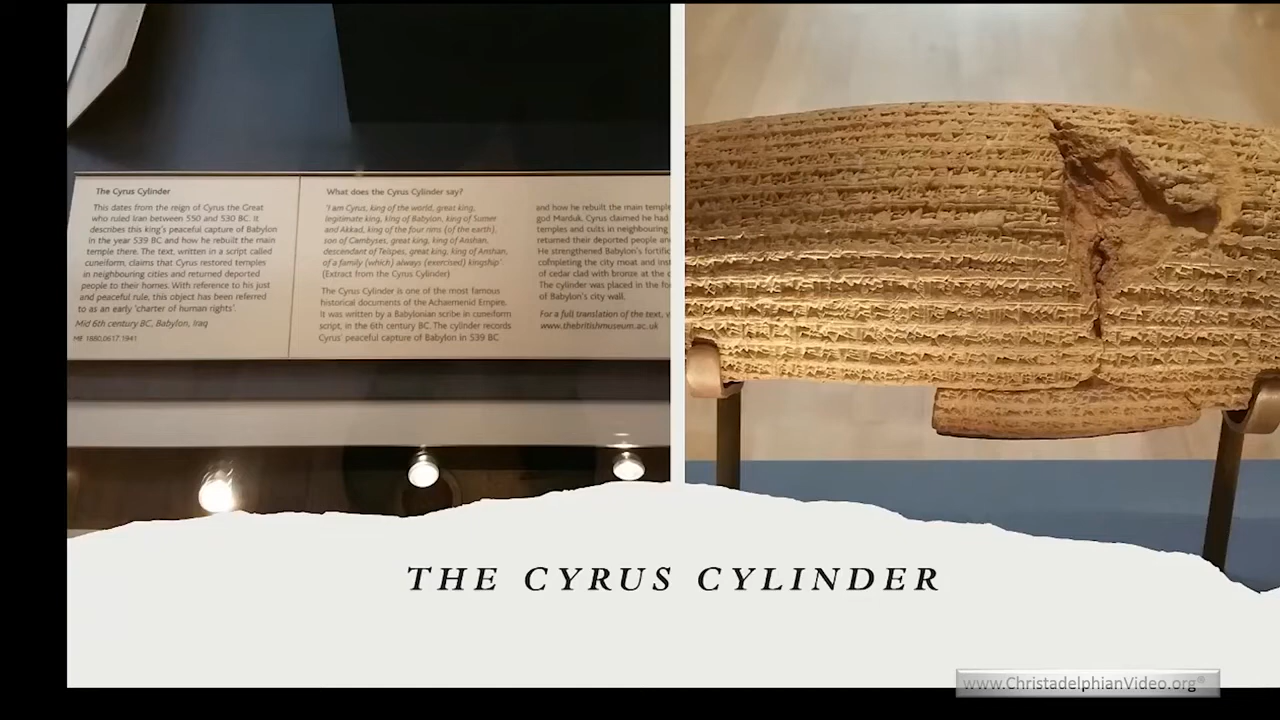 The Cyrus Cylinder
This dates from the reign of Cyrus the Great
who ruled Iran between 550 and 530 BC. It
describes this king's peaceful capture of Babylon
in the year 539 BC and how he rebuilt the main
temple there. The text, written in a script called
cuneiform, claims that Cyrus restored temples
in neighbouring cities and returned deported
people to their homes. With reference to his just
and peaceful rule, this object has been referred
to as an early 'charter of human rights'.
Mid 6th century BC, Babylon, Iraq
ME 1880,0617.1941
What does the Cyrus Cylinder say?
'I am Cyrus, king of the world, great king,
legitimate king, king of Babylon, king of Sumer
and Akkad, king of the four rims (of the earth),
son of Cambyses, great king, king of Anshan,
descendant of Teispes, great king, king of Anshan,
of a family (which) always (exercised) kingship'.
(Extract from the Cyrus Cylinder)
The Cyrus Cylinder is one of the most famous
historical documents of the Achaemenid Empire.
It was written by a Babylonian scribe in cuneiform
script, in the 6th century BC. The cylinder records
Cyrus' peaceful capture of Babylon in 539 BC
and how he rebuilt the main temple
god Marduk. Cyrus claimed he had
temples and cults in neighbouring
returned their deported people and
He strengthened Babylon's fortific
completing the city moat and inst
of cedar clad with bronze at the
The cylinder was placed in the fo
of Babylon's city wall.
For a full translation of the text,
www.thebritishmuseum.ac.uk
THE CYRUS CYLINDER
www.ChristadelphianVideo.org®